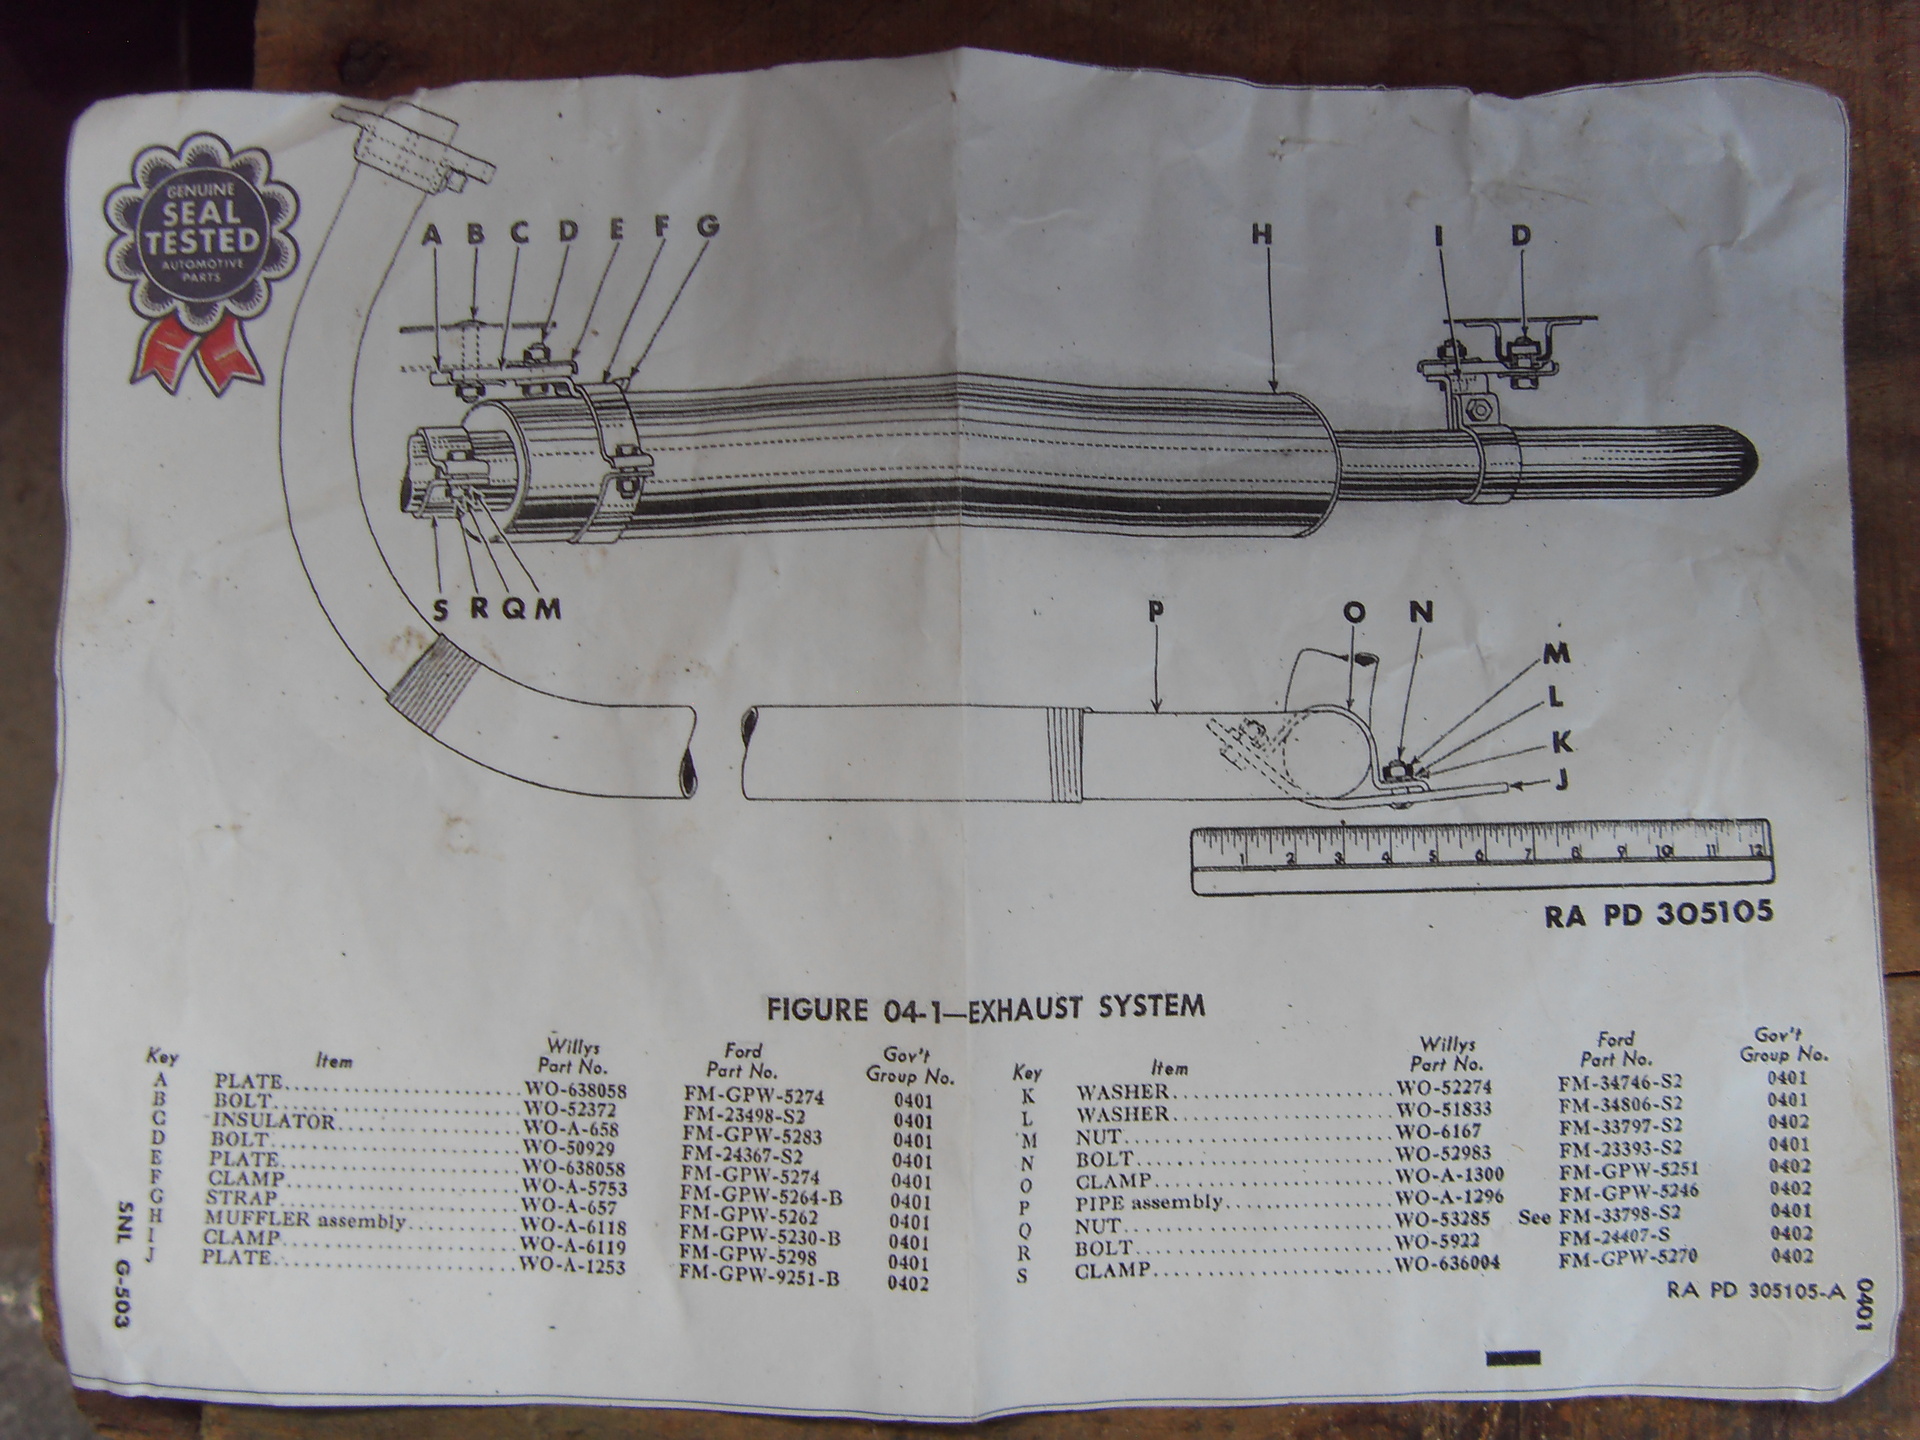 GENUINE
SEAL
TESTED
AUTOMOTIVE
PARTS
A B C D E F G H I D
S R Q M P O N
M
L
K
J
1 2 3 4 5 6 7 8 9 10 11 12
RA PD 305105
FIGURE 04-1—EXHAUST SYSTEM
Key Item Willys Part No. Ford Part No. Gov't Group No.
A PLATE WO-638058 FM-GPW-5274 0401
B BOLT WO-52372 FM-23498-S2 0401
C INSULATOR WO-A-658 FM-GPW-5283 0401
D BOLT WO-50929 FM-24367-S2 0401
E PLATE WO-638058 FM-GPW-5274 0401
F CLAMP WO-A-5753 FM-GPW-5264-B 0401
G STRAP WO-A-657 FM-GPW-5262 0401
H MUFFLER assembly WO-A-6118 FM-GPW-5230-B 0401
I CLAMP WO-A-6119 FM-GPW-5298 0401
J PLATE WO-A-1253 FM-GPW-9251-B 0402
Key Item Willys Part No. Ford Part No. Gov't Group No.
K WASHER WO-52274 FM-34746-S2 0401
L WASHER WO-51833 FM-34806-S2 0401
M NUT WO-6167 FM-33797-S2 0402
N BOLT WO-52983 FM-23393-S2 0401
O CLAMP WO-A-1300 FM-GPW-5251 0402
P PIPE assembly WO-A-1296 FM-GPW-5246 0402
Q NUT WO-53285 See FM-33798-S2 0401
R BOLT WO-5922 FM-24407-S 0402
S CLAMP WO-636004 FM-GPW-5270 0402
RA PD 305105-A
SNL G-503
0401